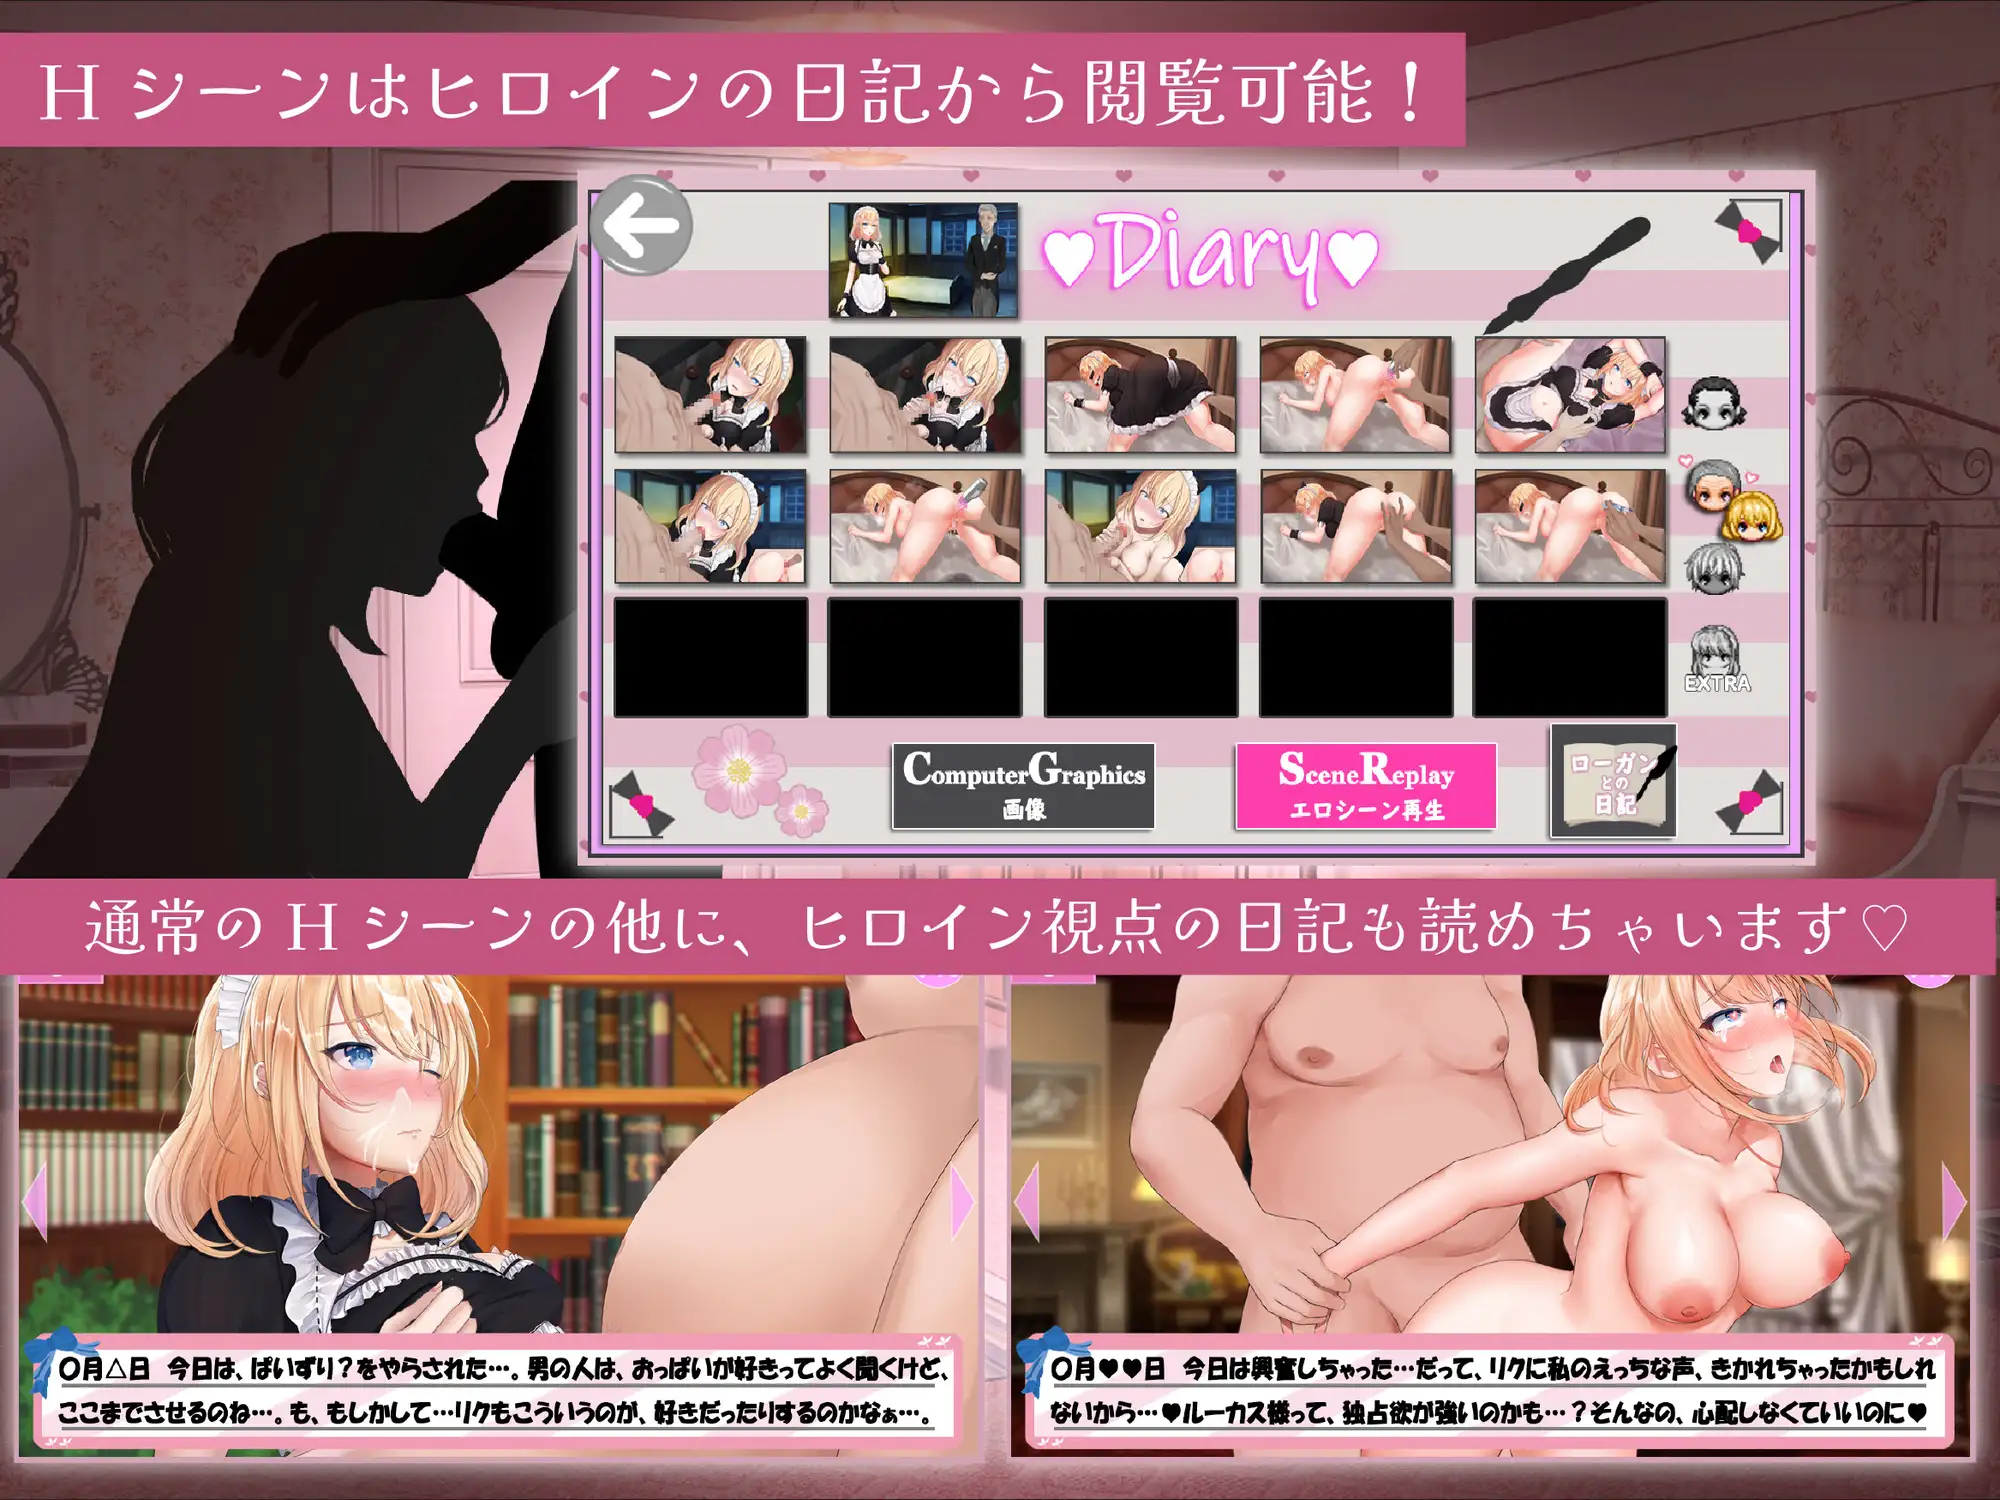 Hシーンはヒロインの日記から閲覧可能！
♥Diary♥
EXTRA
ComputerGraphics
画像
SceneReplay
エロシーン再生
ローガン
との
日記
通常のHシーンの他に、ヒロイン視点の日記も読めちゃいます♡
〇月△日 今日は、ぱいずり？をやらされた…。男の人は、おっぱいが好きってよく聞くけど、
ここまでさせるのね…。も、もしかして…リクもこういうのが、好きだったりするのかなぁ…。
〇月♥♥日 今日は興奮しちゃった…だって、リクに私のえっちな声、きかれちゃったかもしれ
ないから…♥ルーカス様って、独占欲が強いのかも…？そんなの、心配しなくていいのに♥